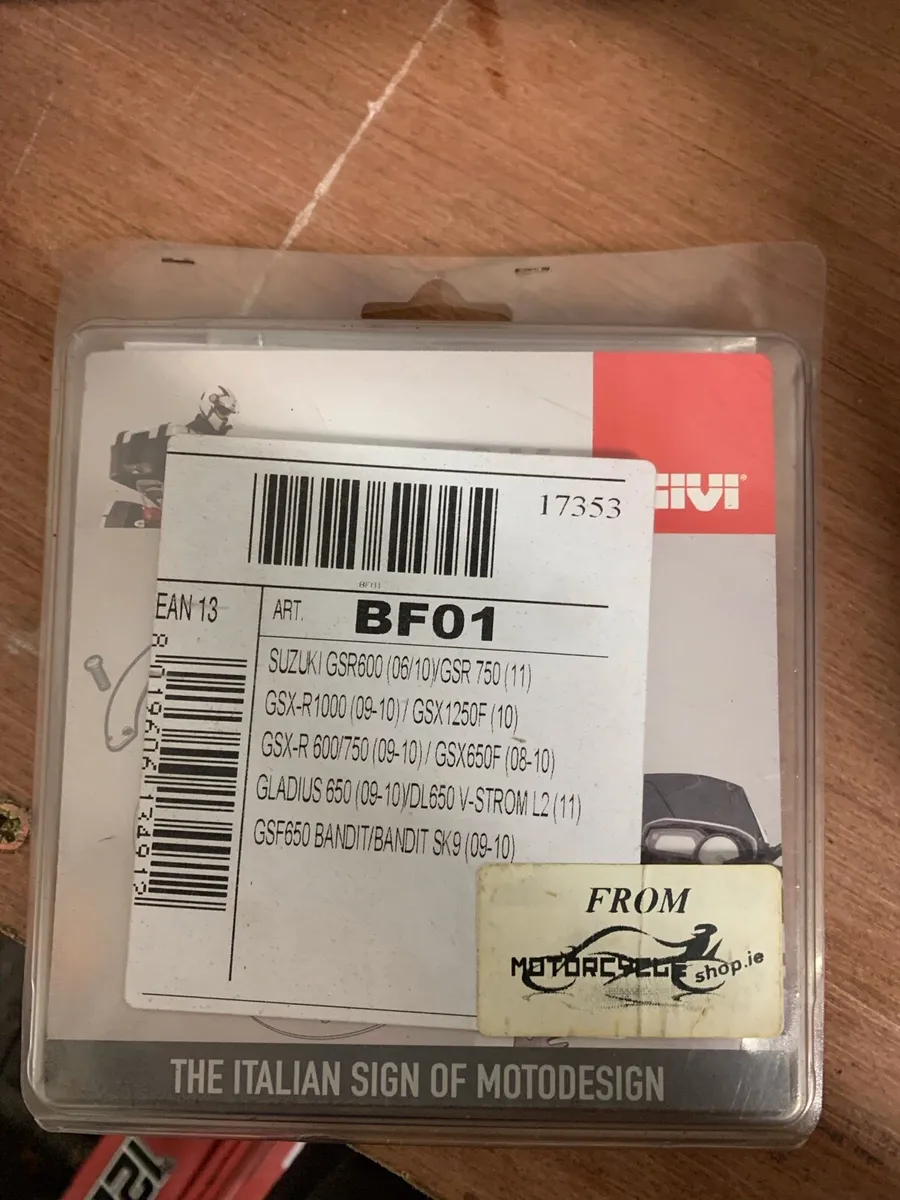 GIVI®
17353
BF01
EAN 13
ART. BF01
SUZUKI GSR600 (06/10)/GSR 750 (11)
GSX-R1000 (09-10) / GSX1250F (10)
GSX-R 600/750 (09-10) / GSX650F (08-10)
GLADIUS 650 (09-10)/DL650 V-STROM L2 (11)
GSF650 BANDIT/BANDIT SK9 (09-10)
FROM
MOTORCYCLE shop.ie
THE ITALIAN SIGN OF MOTODESIGN